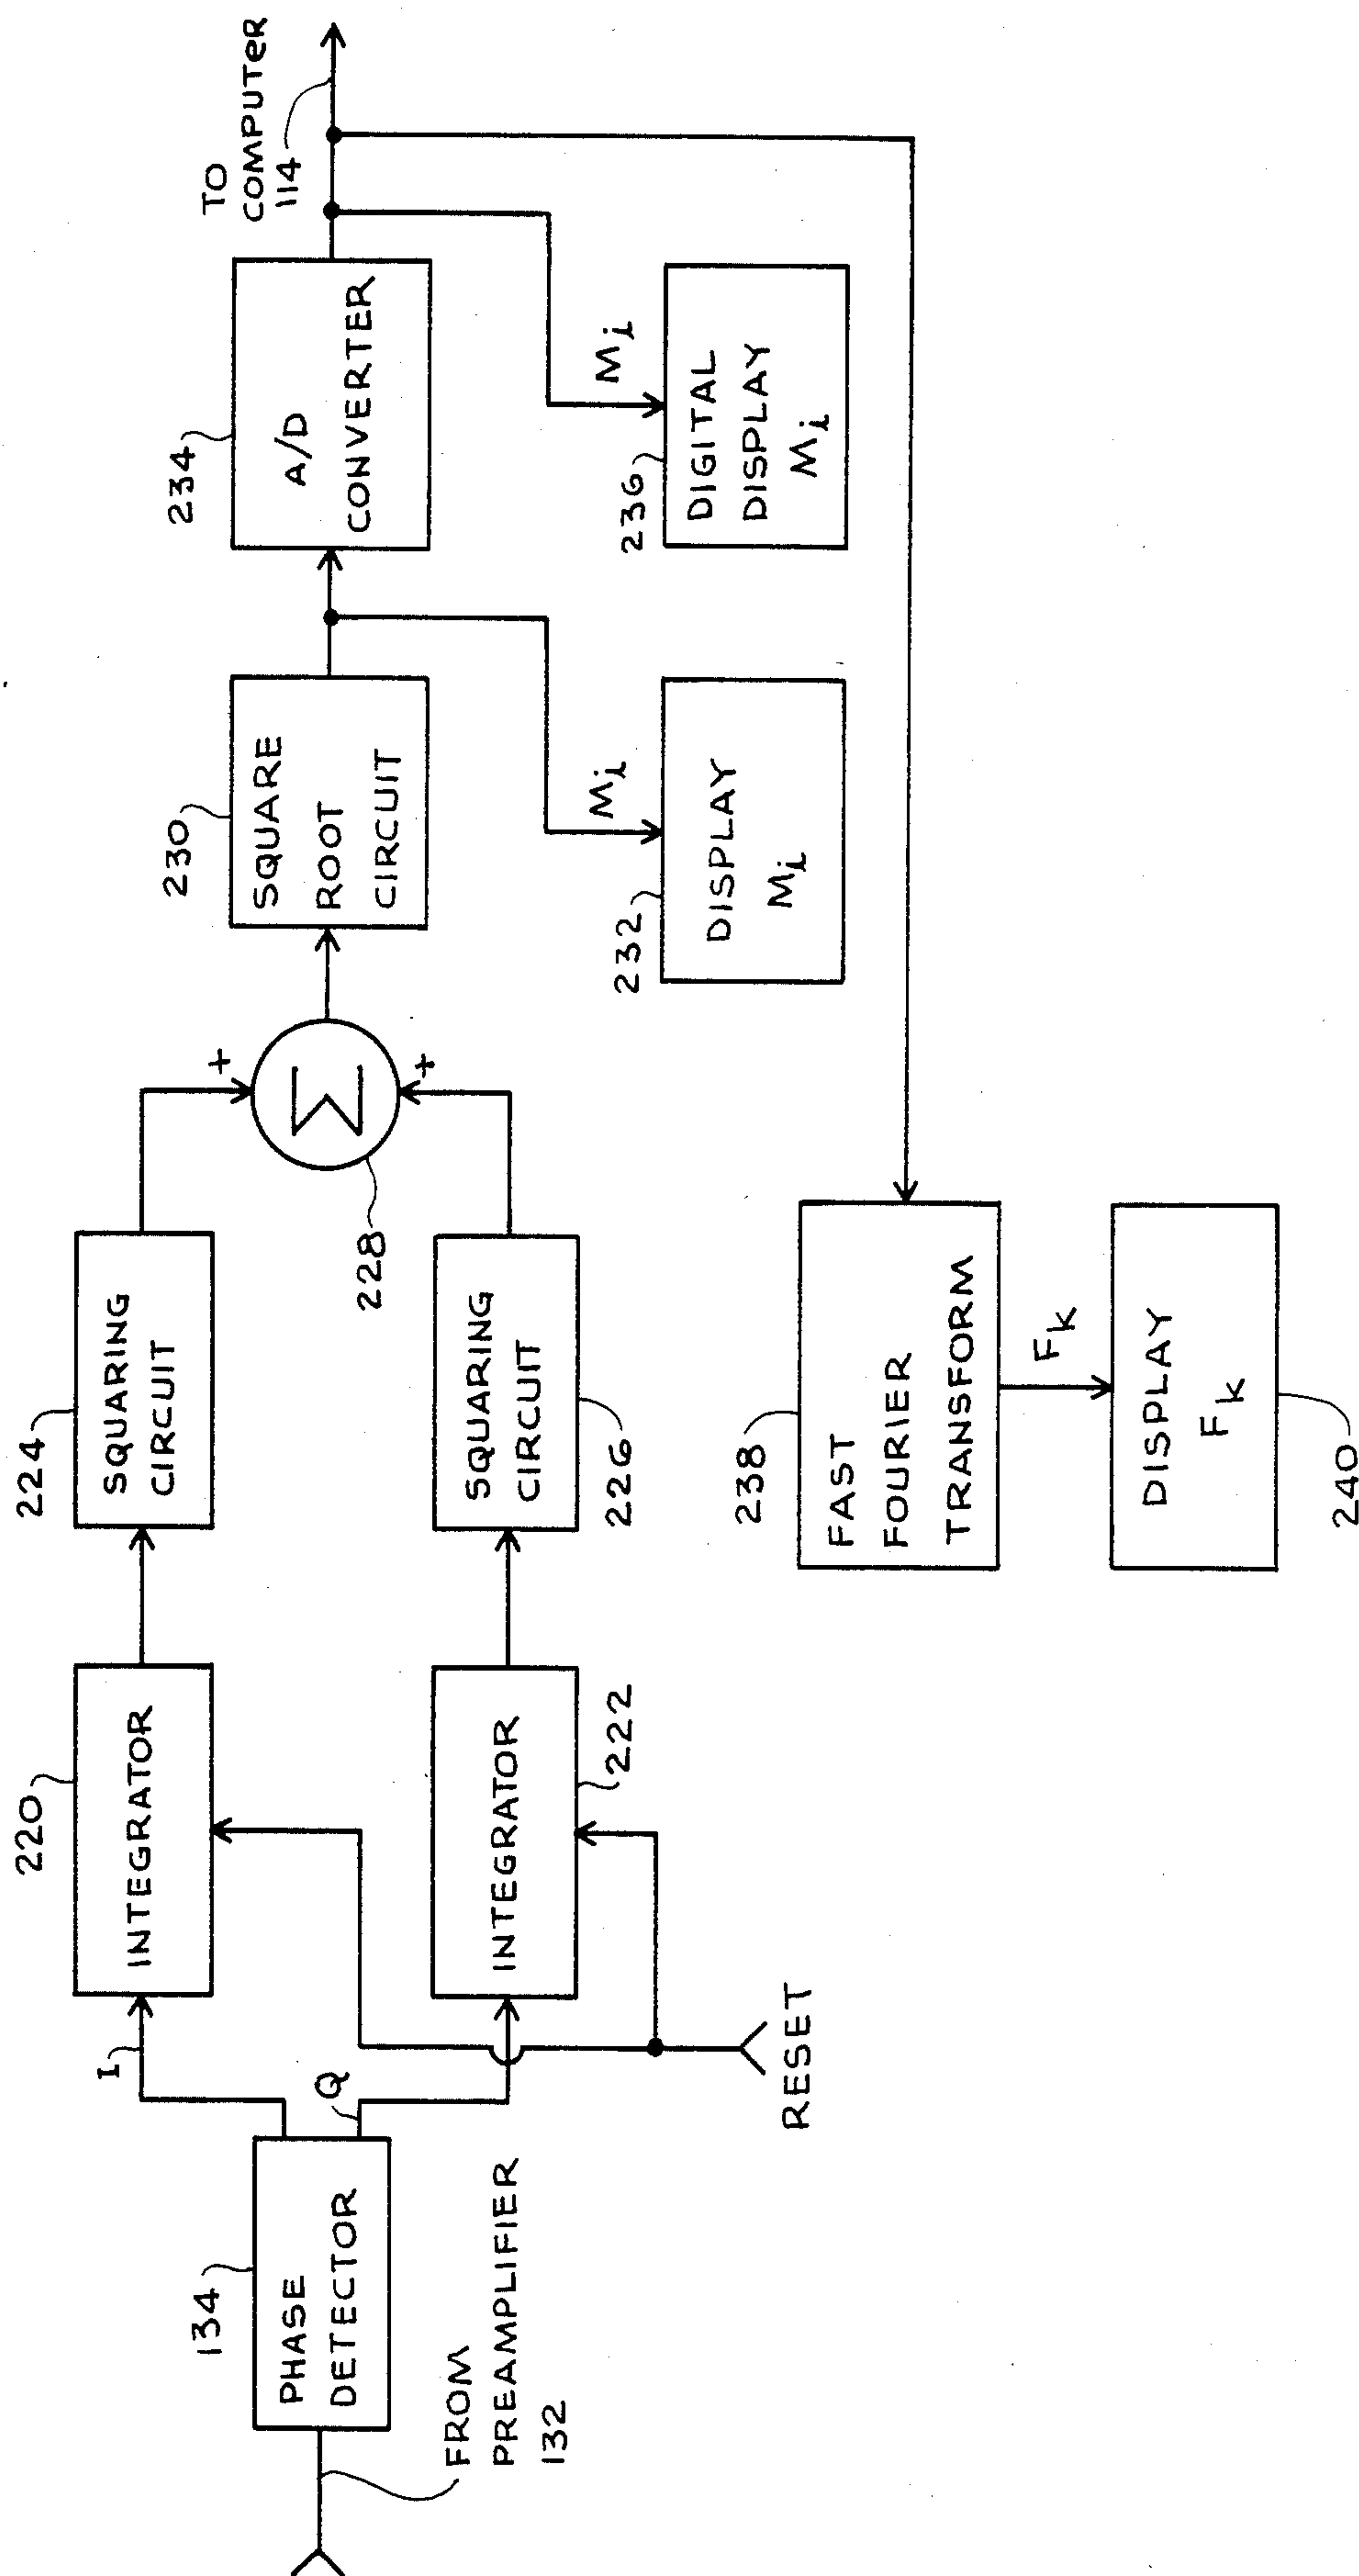 134
PHASE
DETECTOR
FROM
PREAMPLIFIER
132
I
Q
RESET
220
INTEGRATOR
INTEGRATOR
222
224
SQUARING
CIRCUIT
SQUARING
CIRCUIT
226
+
Σ
+
228
230
SQUARE
ROOT
CIRCUIT
Mi
232
DISPLAY
Mi
234
A/D
CONVERTER
TO
COMPUTER
114
Mi
236
DIGITAL
DISPLAY
Mi
238
FAST
FOURIER
TRANSFORM
Fk
DISPLAY
Fk
240